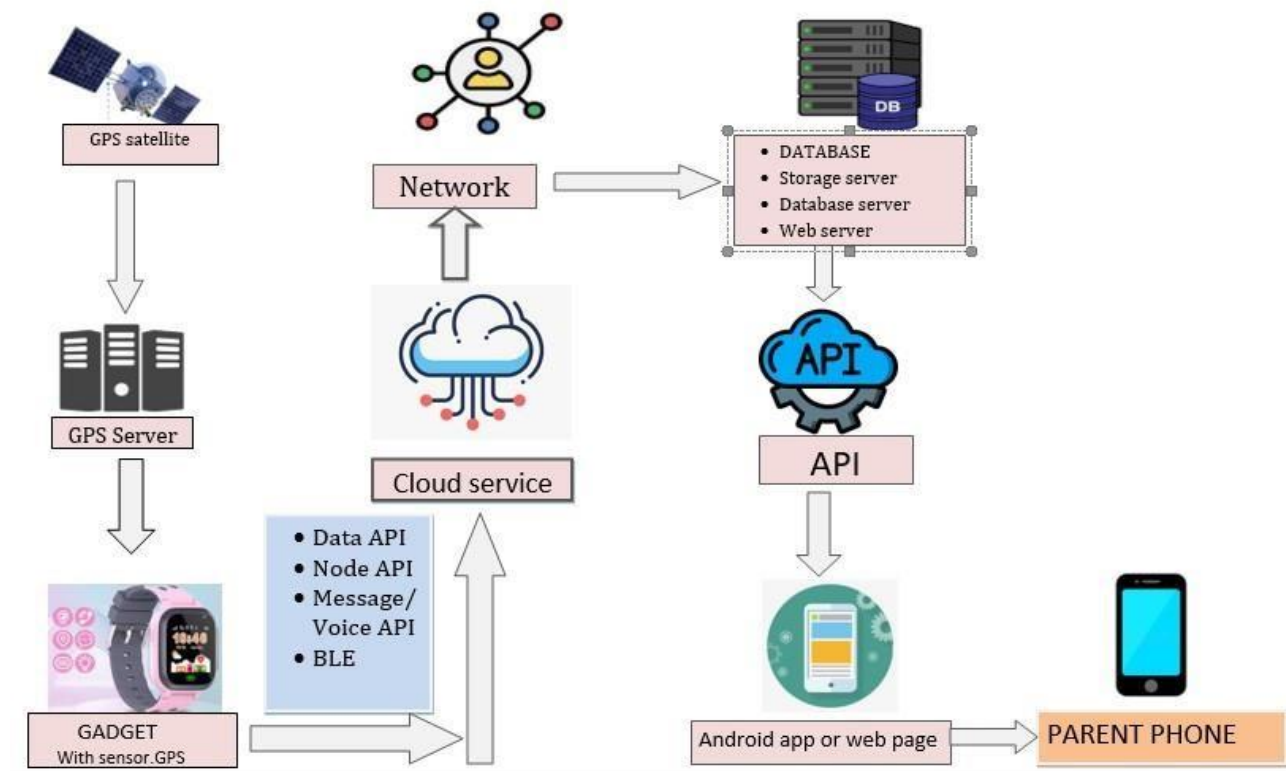 GPS satellite
GPS Server
GADGET
With sensor.GPS
• Data API
• Node API
• Message/
Voice API
• BLE
Cloud service
Network
DB
• DATABASE
• Storage server
• Database server
• Web server
API
API
Android app or web page
PARENT PHONE